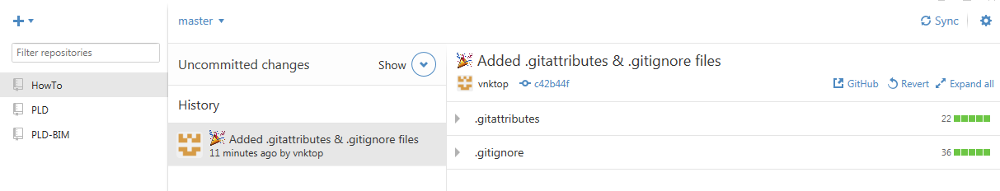 master
Sync
Filter repositories
HowTo
PLD
PLD-BIM
Uncommitted changes
Show
History
Added .gitattributes & .gitignore files
11 minutes ago by vnktop
Added .gitattributes & .gitignore files
vnktop c42b44f
GitHub Revert Expand all
.gitattributes 22
.gitignore 36